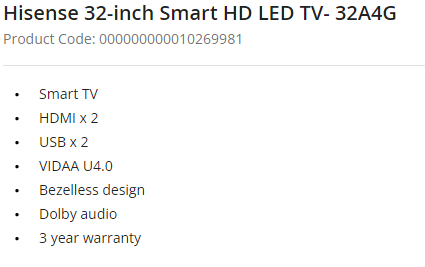 Hisense 32-inch Smart HD LED TV- 32A4G
Product Code: 000000000010269981
• Smart TV
• HDMI x 2
• USB x 2
• VIDAA U4.0
• Bezelless design
• Dolby audio
• 3 year warranty